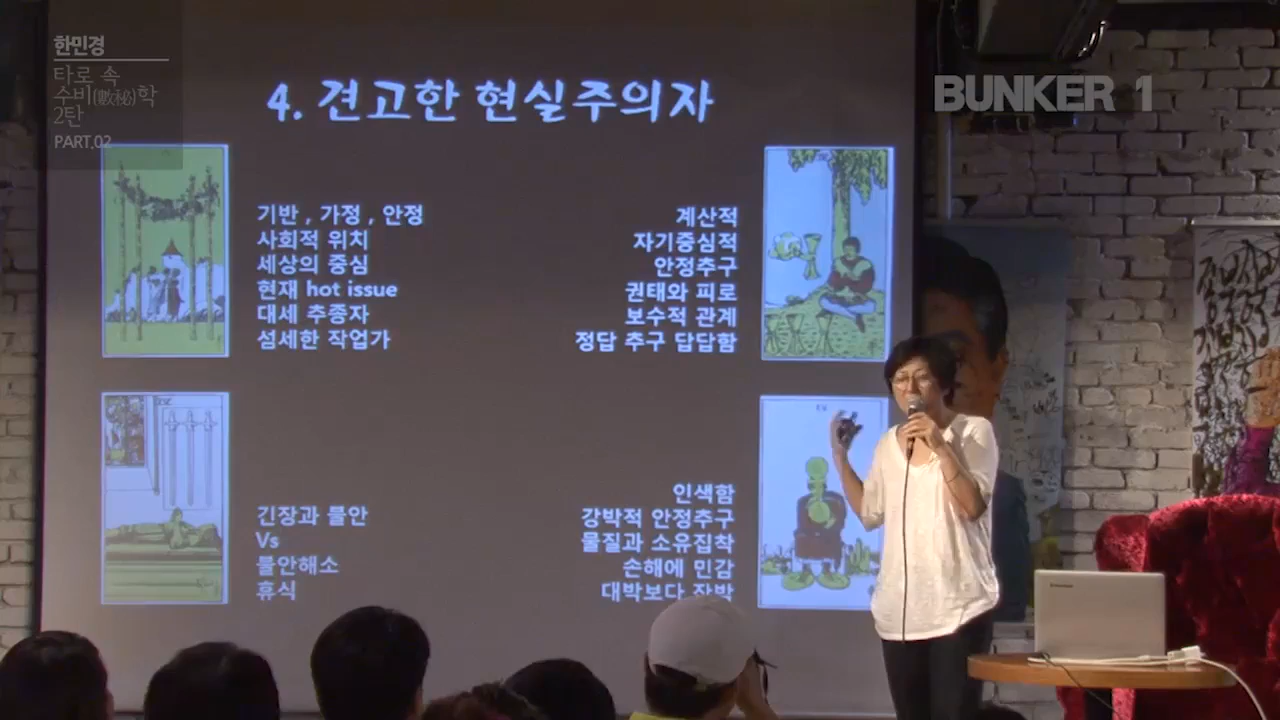 한민경
타로 속
수비(數秘)학
2탄
PART.02
BUNKER 1
4. 견고한 현실주의자
기반 , 가정 , 안정
사회적 위치
세상의 중심
현재 hot issue
대세 추종자
섬세한 작업가
계산적
자기중심적
안정추구
권태와 피로
보수적 관계
정답 추구 답답함
긴장과 불안
Vs
불안해소
휴식
인색함
강박적 안정추구
물질과 소유집착
손해에 민감
대박보다 잔박